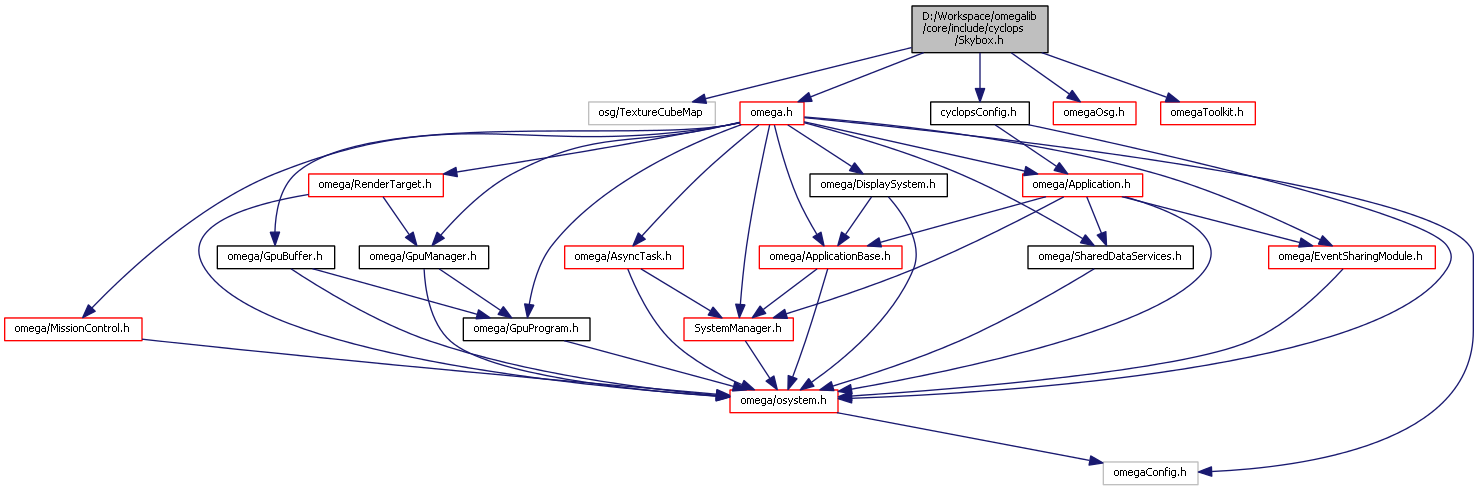 D:/Workspace/omegalib
/core/include/cyclops
/Skybox.h
osg/TextureCubeMap
omega.h
cyclopsConfig.h
omegaOsg.h
omegaToolkit.h
omega/RenderTarget.h
omega/DisplaySystem.h
omega/Application.h
omega/GpuBuffer.h
omega/GpuManager.h
omega/AsyncTask.h
omega/ApplicationBase.h
omega/SharedDataServices.h
omega/EventSharingModule.h
omega/MissionControl.h
omega/GpuProgram.h
SystemManager.h
omega/osystem.h
omegaConfig.h